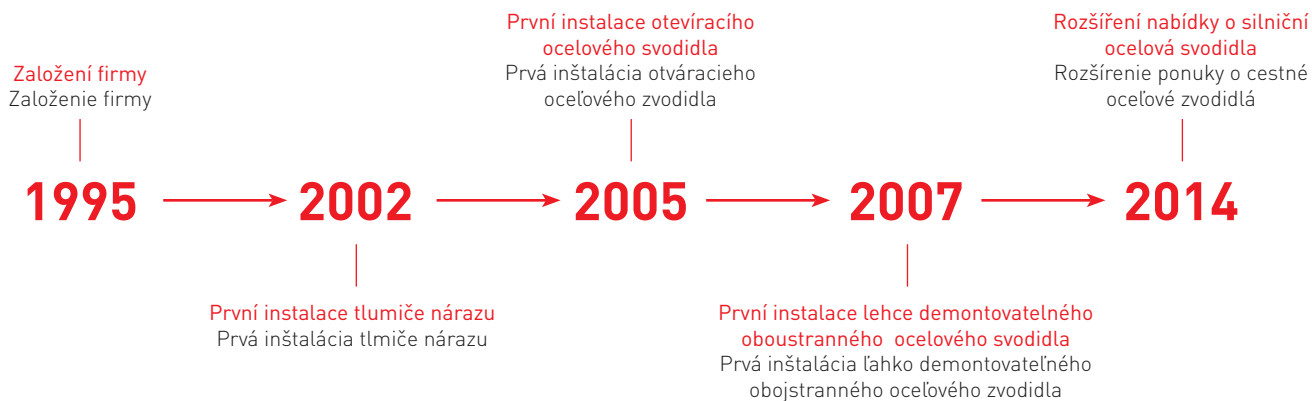 Založení firmy
Založenie firmy
1995
2002
První instalace tlumiče nárazu
Prvá inštalácia tlmiče nárazu
První instalace otevíracího
ocelového svodidla
Prvá inštalácia otváracieho
oceľového zvodidla
2005
2007
První instalace lehce demontovatelného
oboustranného ocelového svodidla
Prvá inštalácia ľahko demontovateľného
obojstranného oceľového zvodidla
Rozšíření nabídky o silniční
ocelová svodidla
Rozšírenie ponuky o cestné
oceľové zvodidlá
2014